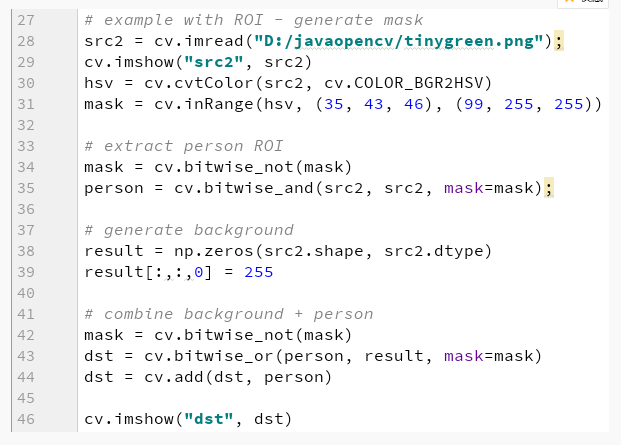 27 # example with ROI - generate mask
28 src2 = cv.imread("D:/javaopencv/tinygreen.png");
29 cv.imshow("src2", src2)
30 hsv = cv.cvtColor(src2, cv.COLOR_BGR2HSV)
31 mask = cv.inRange(hsv, (35, 43, 46), (99, 255, 255))
32
33 # extract person ROI
34 mask = cv.bitwise_not(mask)
35 person = cv.bitwise_and(src2, src2, mask=mask);
36
37 # generate background
38 result = np.zeros(src2.shape, src2.dtype)
39 result[:,:,0] = 255
40
41 # combine background + person
42 mask = cv.bitwise_not(mask)
43 dst = cv.bitwise_or(person, result, mask=mask)
44 dst = cv.add(dst, person)
45
46 cv.imshow("dst", dst)